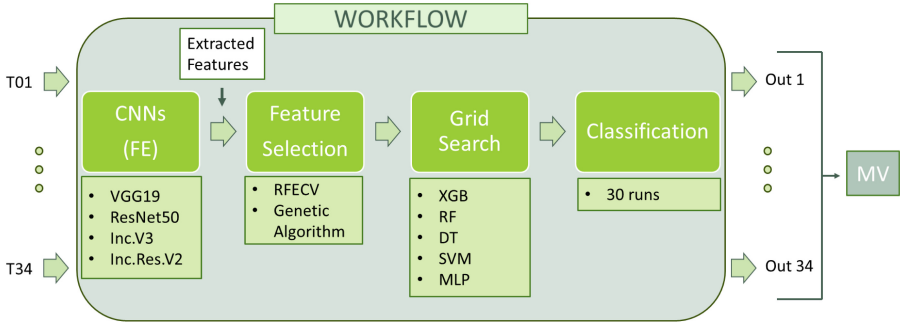 WORKFLOW
Extracted
Features
T01
Out 1
CNNs
(FE)
Feature
Selection
Grid
Search
Classification
• VGG19
• ResNet50
• Inc.V3
• Inc.Res.V2
• RFECV
• Genetic
Algorithm
• XGB
• RF
• DT
• SVM
• MLP
• 30 runs
MV
T34
Out 34